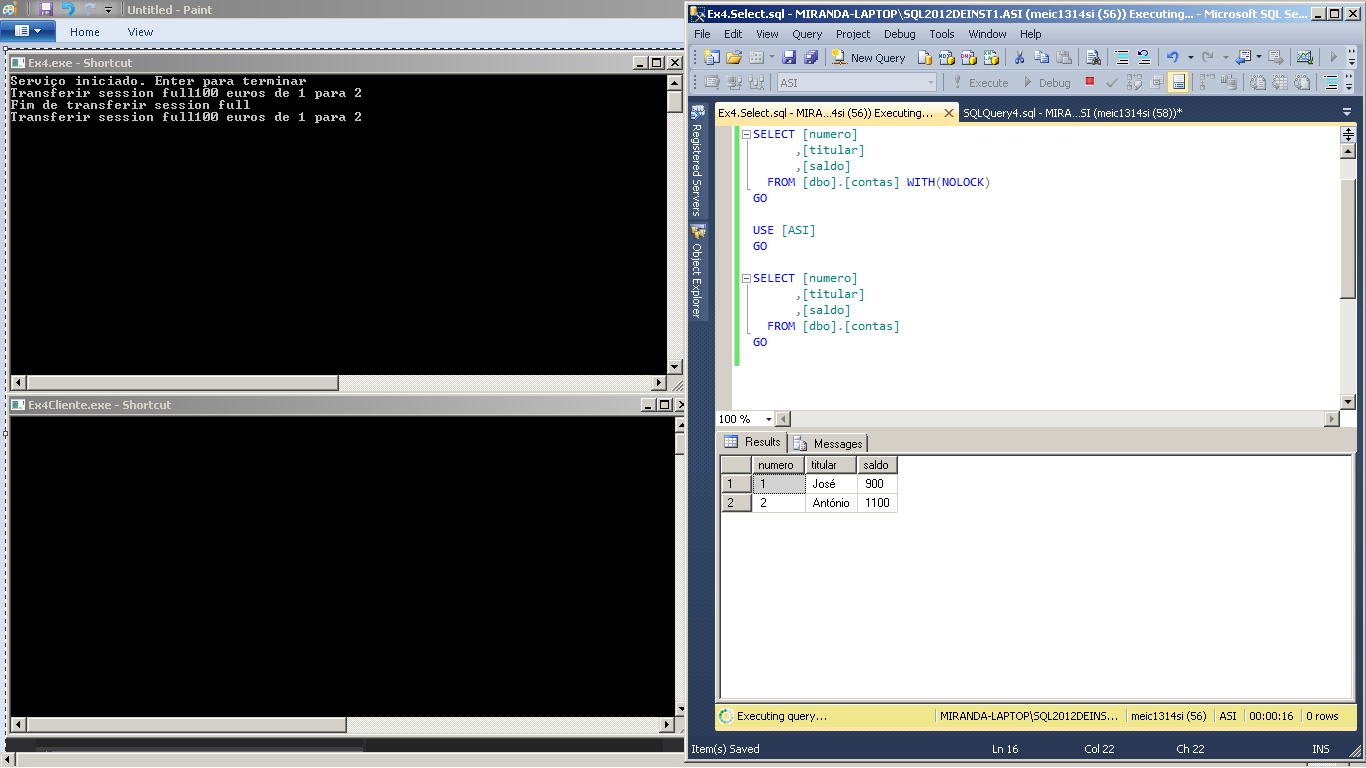 Untitled - Paint
Home View
Ex4.exe - Shortcut
Serviço iniciado. Enter para terminar
Transferir session full100 euros de 1 para 2
Fim de transferir session full
Transferir session full100 euros de 1 para 2
Ex4Cliente.exe - Shortcut
Ex4.Select.sql - MIRANDA-LAPTOP\SQL2012DEINST1.ASI (meic1314si (56)) Executing... - Microsoft SQL Se...
File Edit View Query Project Debug Tools Window Help
New Query
ASI Execute Debug
Registered Servers
Object Explorer
Ex4.Select.sql - MIRA...4si (56)) Executing... SQLQuery4.sql - MIRA...SI (meic1314si (58))*
SELECT [numero]
,[titular]
,[saldo]
FROM [dbo].[contas] WITH(NOLOCK)
GO
USE [ASI]
GO
SELECT [numero]
,[titular]
,[saldo]
FROM [dbo].[contas]
GO
100 %
Results Messages
numero titular saldo
1 1 José 900
2 2 António 1100
Executing query... MIRANDA-LAPTOP\SQL2012DEINS... meic1314si (56) ASI 00:00:16 0 rows
Item(s) Saved Ln 16 Col 22 Ch 22 INS